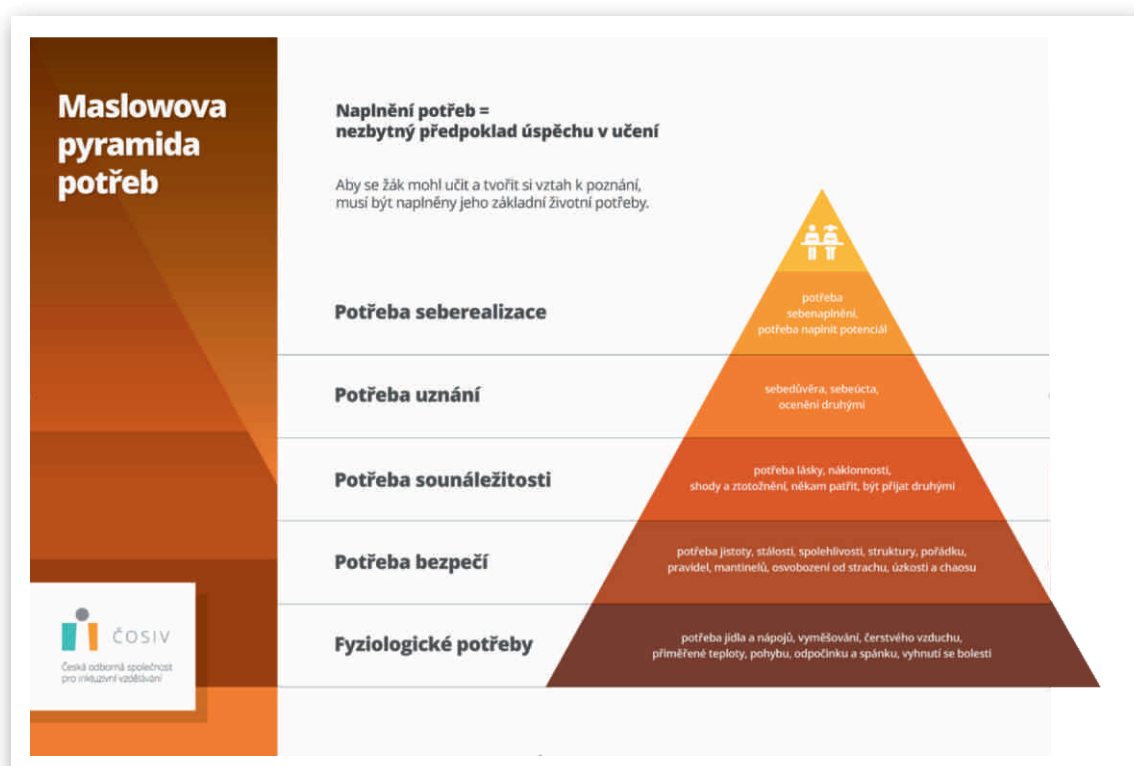 Maslowova
pyramida
potřeb
Naplnění potřeb =
nezbytný předpoklad úspěchu v učení
Aby se žák mohl učit a tvořit si vztah k poznání,
musí být naplněny jeho základní životní potřeby.
Potřeba seberealizace
potřeba
sebenaplnění,
potřeba naplnit potenciál
Potřeba uznání
sebedůvěra, sebeúcta,
ocenění druhými
Potřeba sounáležitosti
potřeba lásky, náklonnosti,
shody a ztotožnění, někam patřit, být přijat druhými
Potřeba bezpečí
potřeba jistoty, stálosti, spolehlivosti, struktury, pořádku,
pravidel, mantinelů, osvobození od strachu, úzkosti a chaosu
Fyziologické potřeby
potřeba jídla a nápojů, vyměšování, čerstvého vzduchu,
přiměřené teploty, pohybu, odpočinku a spánku, vyhnutí se bolesti
ČOSIV
Česká odborná společnost
pro inkluzivní vzdělávání